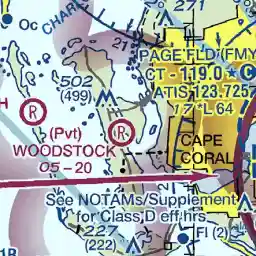 Oc CHARL
21
PAGE FLD (FMY
CT - 119.0 * C
502
(499)
ATIS 123.725
17 *L 64
H
R
R
(Pvt)
WOODSTOCK
05 - 20
CAPE
CORAL
See NOTAMs/Supplement
for Class D eff hrs
227
(222)
FI (2)
1B